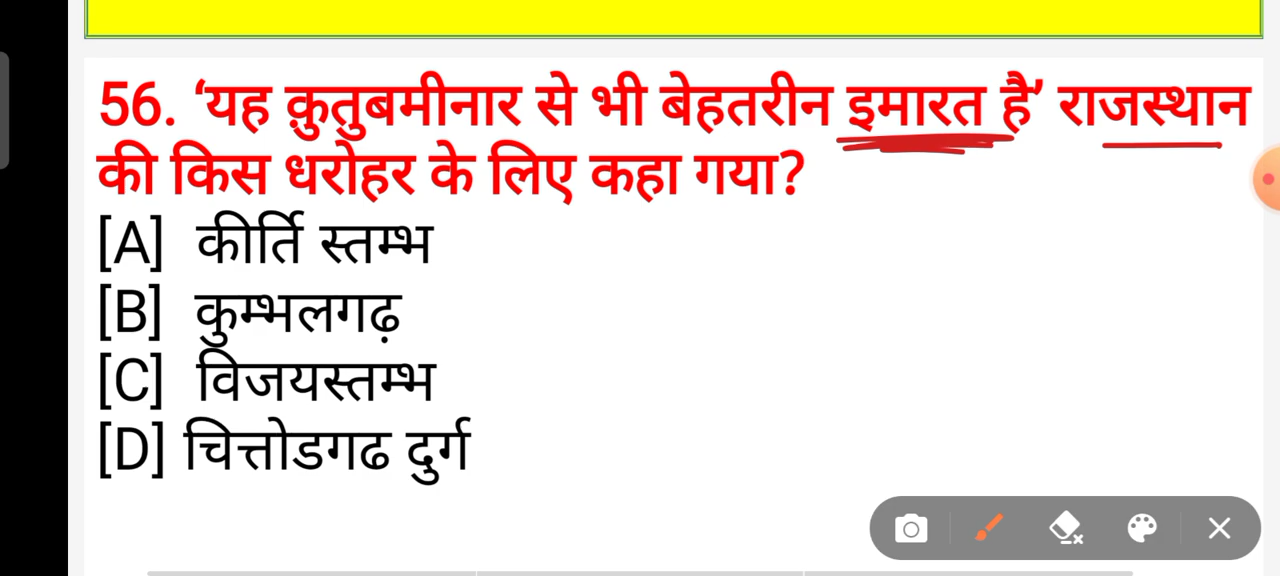 56. ‘यह क़ुतुबमीनार से भी बेहतरीन इमारत है’ राजस्थान
की किस धरोहर के लिए कहा गया?
[A] कीर्ति स्तम्भ
[B] कुम्भलगढ़
[C] विजयस्तम्भ
[D] चित्तोडगढ दुर्ग